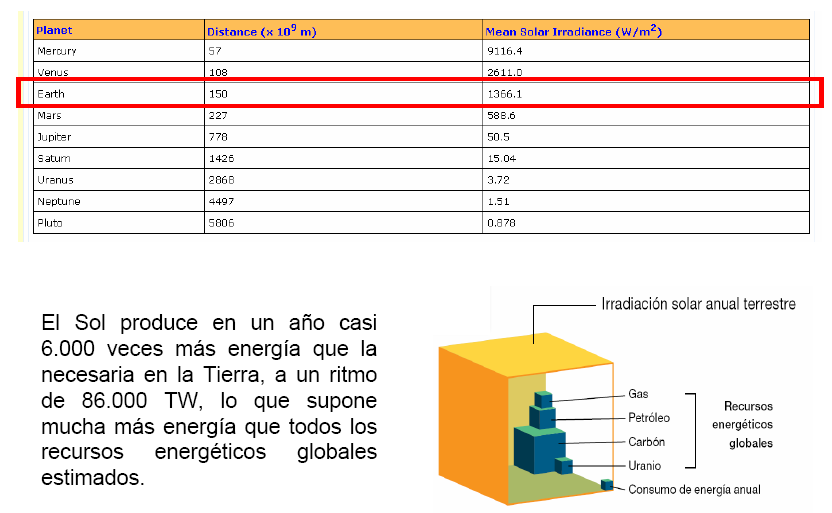 Planet Distance (x 10⁹ m) Mean Solar Irradiance (W/m²)
Mercury 57 9116.4
Venus 108 2611.0
Earth 150 1366.1
Mars 227 588.6
Jupiter 778 50.5
Saturn 1426 15.04
Uranus 2868 3.72
Neptune 4497 1.51
Pluto 5806 0.878
El Sol produce en un año casi
6.000 veces más energía que la
necesaria en la Tierra, a un ritmo
de 86.000 TW, lo que supone
mucha más energía que todos los
recursos energéticos globales
estimados.
Irradiación solar anual terrestre
Gas
Petróleo
Carbón
Uranio
Recursos
energéticos
globales
Consumo de energía anual